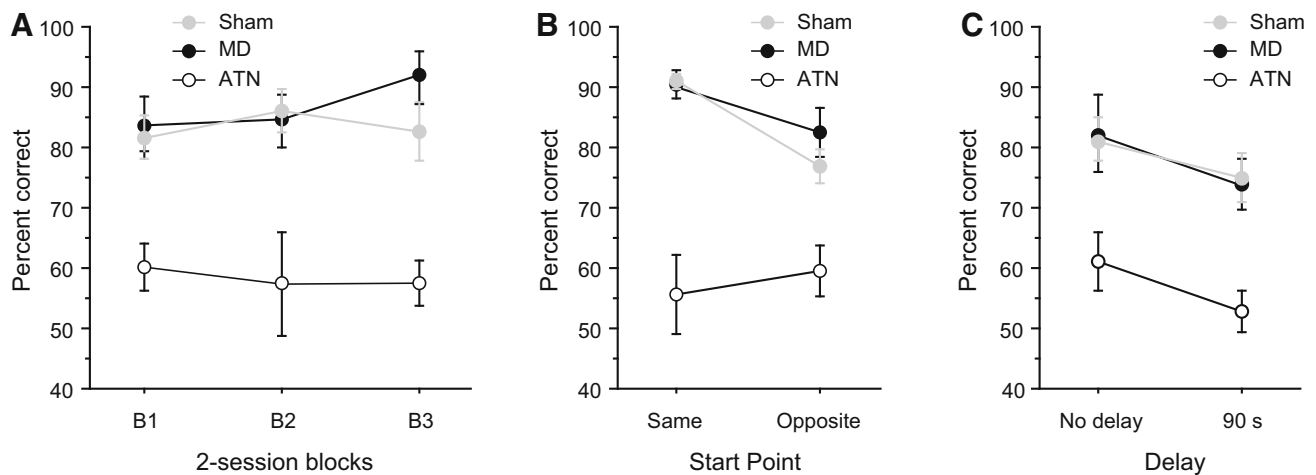 A
Sham
MD
ATN
100
90
80
70
60
50
40
Percent correct
B1 B2 B3
2-session blocks
B
Sham
MD
ATN
100
90
80
70
60
50
40
Percent correct
Same Opposite
Start Point
C
Sham
MD
ATN
100
90
80
70
60
50
40
Percent correct
No delay 90 s
Delay